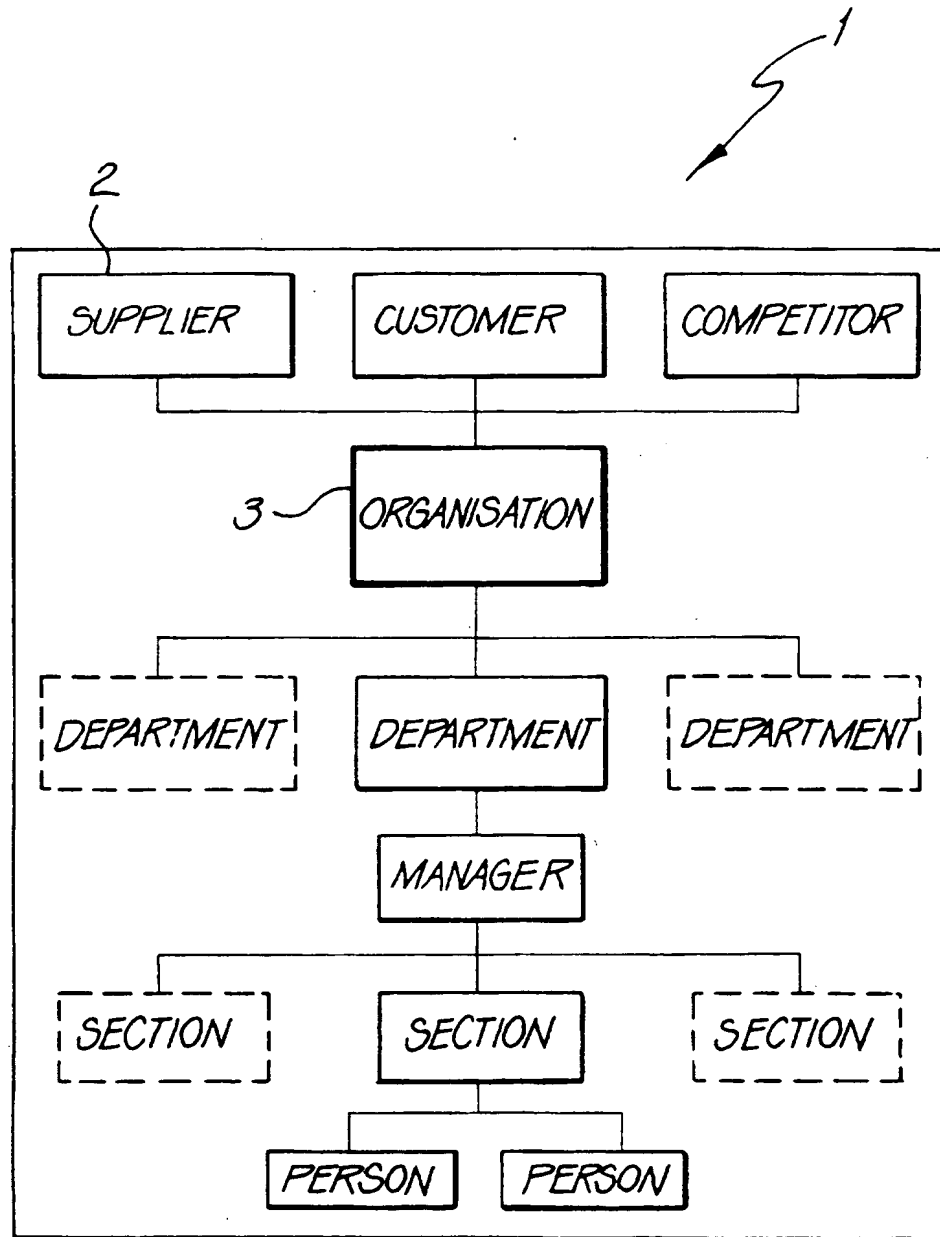 1
2
SUPPLIER
CUSTOMER
COMPETITOR
3
ORGANISATION
DEPARTMENT
DEPARTMENT
DEPARTMENT
MANAGER
SECTION
SECTION
SECTION
PERSON
PERSON